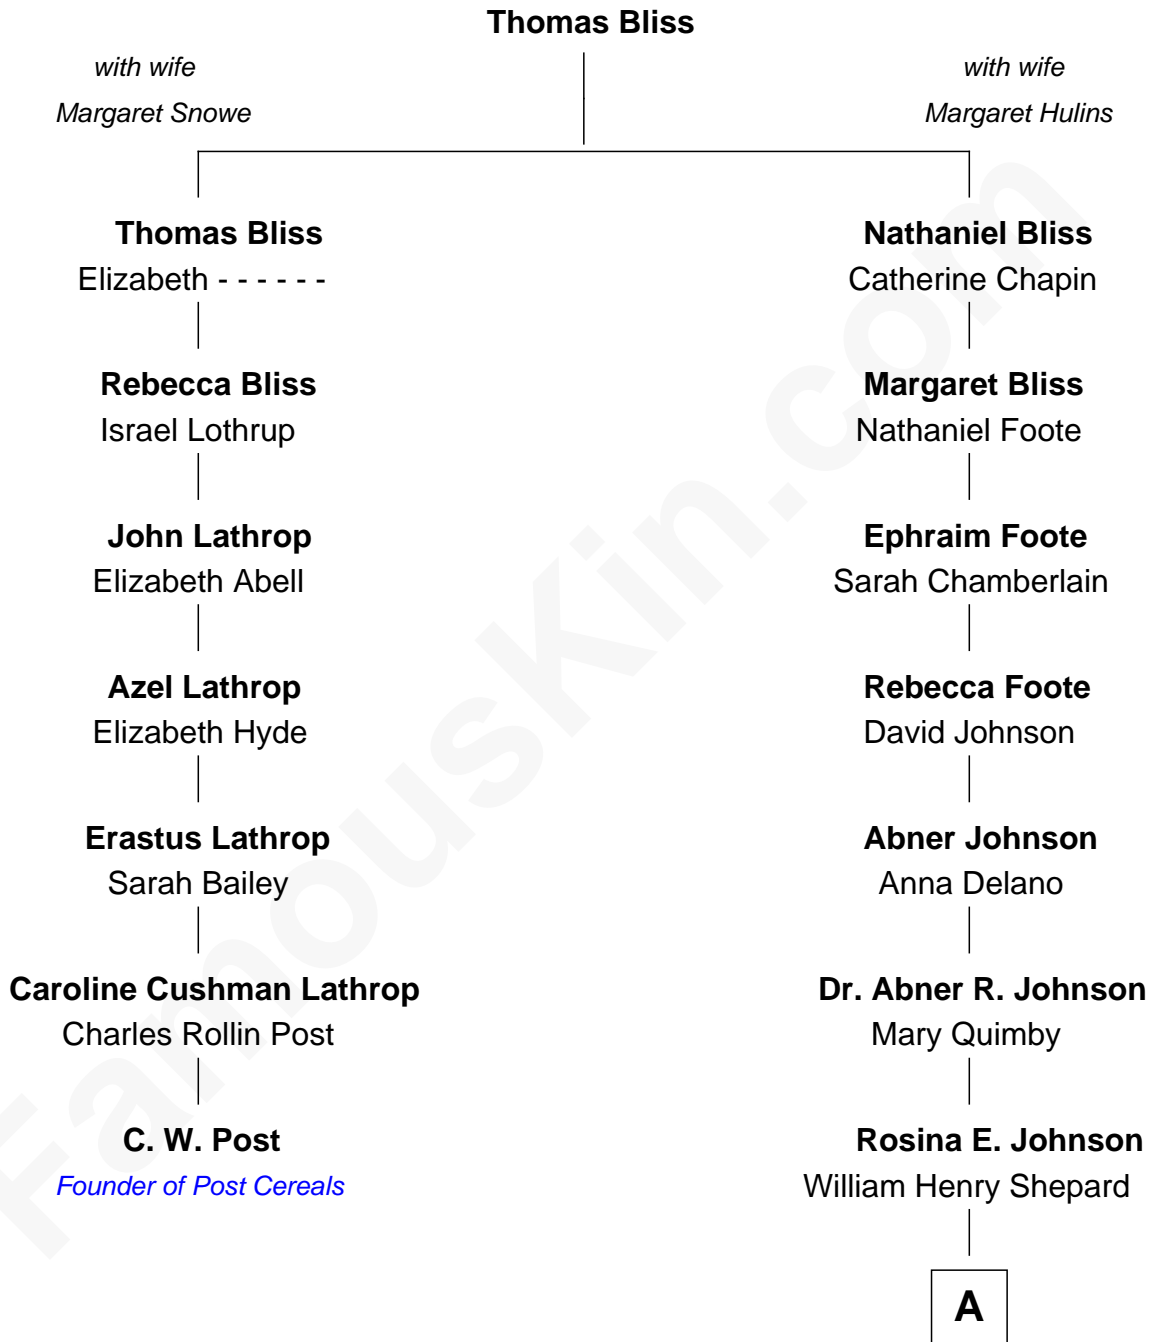 Thomas Bliss
with wife
Margaret Snowe
with wife
Margaret Hulins
Thomas Bliss
Elizabeth - - - - - -
Nathaniel Bliss
Catherine Chapin
Rebecca Bliss
Israel Lothrup
Margaret Bliss
Nathaniel Foote
John Lathrop
Elizabeth Abell
Ephraim Foote
Sarah Chamberlain
Azel Lathrop
Elizabeth Hyde
Rebecca Foote
David Johnson
Erastus Lathrop
Sarah Bailey
Abner Johnson
Anna Delano
Caroline Cushman Lathrop
Charles Rollin Post
Dr. Abner R. Johnson
Mary Quimby
C. W. Post
Founder of Post Cereals
Rosina E. Johnson
William Henry Shepard
A
FamousKin.com